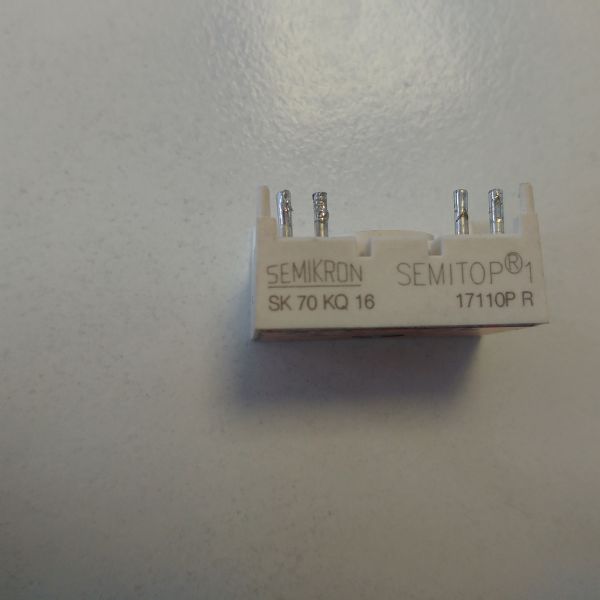 SEMIKRON SEMITOP®1
SK 70 KQ 16 17110P R